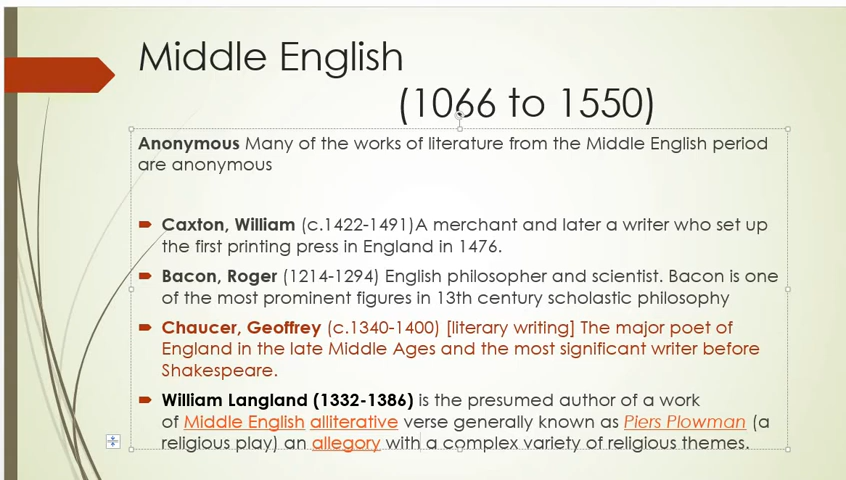 Middle English
(1066 to 1550)
Anonymous Many of the works of literature from the Middle English period
are anonymous
Caxton, William (c.1422-1491)A merchant and later a writer who set up
the first printing press in England in 1476.
Bacon, Roger (1214-1294) English philosopher and scientist. Bacon is one
of the most prominent figures in 13th century scholastic philosophy
Chaucer, Geoffrey (c.1340-1400) [literary writing] The major poet of
England in the late Middle Ages and the most significant writer before
Shakespeare.
William Langland (1332-1386) is the presumed author of a work
of Middle English alliterative verse generally known as Piers Plowman (a
religious play) an allegory with a complex variety of religious themes.